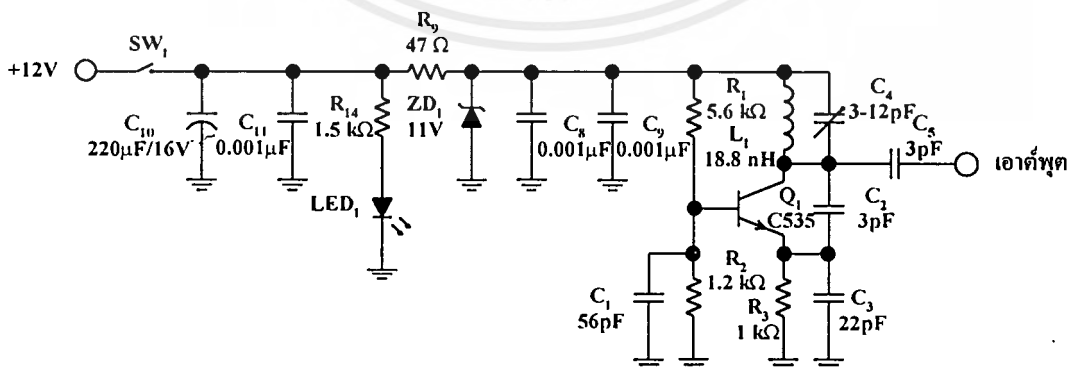 +12V
SW₁
C₁₀
220µF/16V
C₁₁
0.001µF
R₁₄
1.5 kΩ
LED₁
R₉
47 Ω
ZD₁
11V
C₈
0.001µF
C₉
0.001µF
R₁
5.6 kΩ
L₁
18.8 nH
C₄
3-12pF
C₅
3pF
เอาต์พุต
Q₁
C535
C₂
3pF
C₁
56pF
R₂
1.2 kΩ
R₃
1 kΩ
C₃
22pF